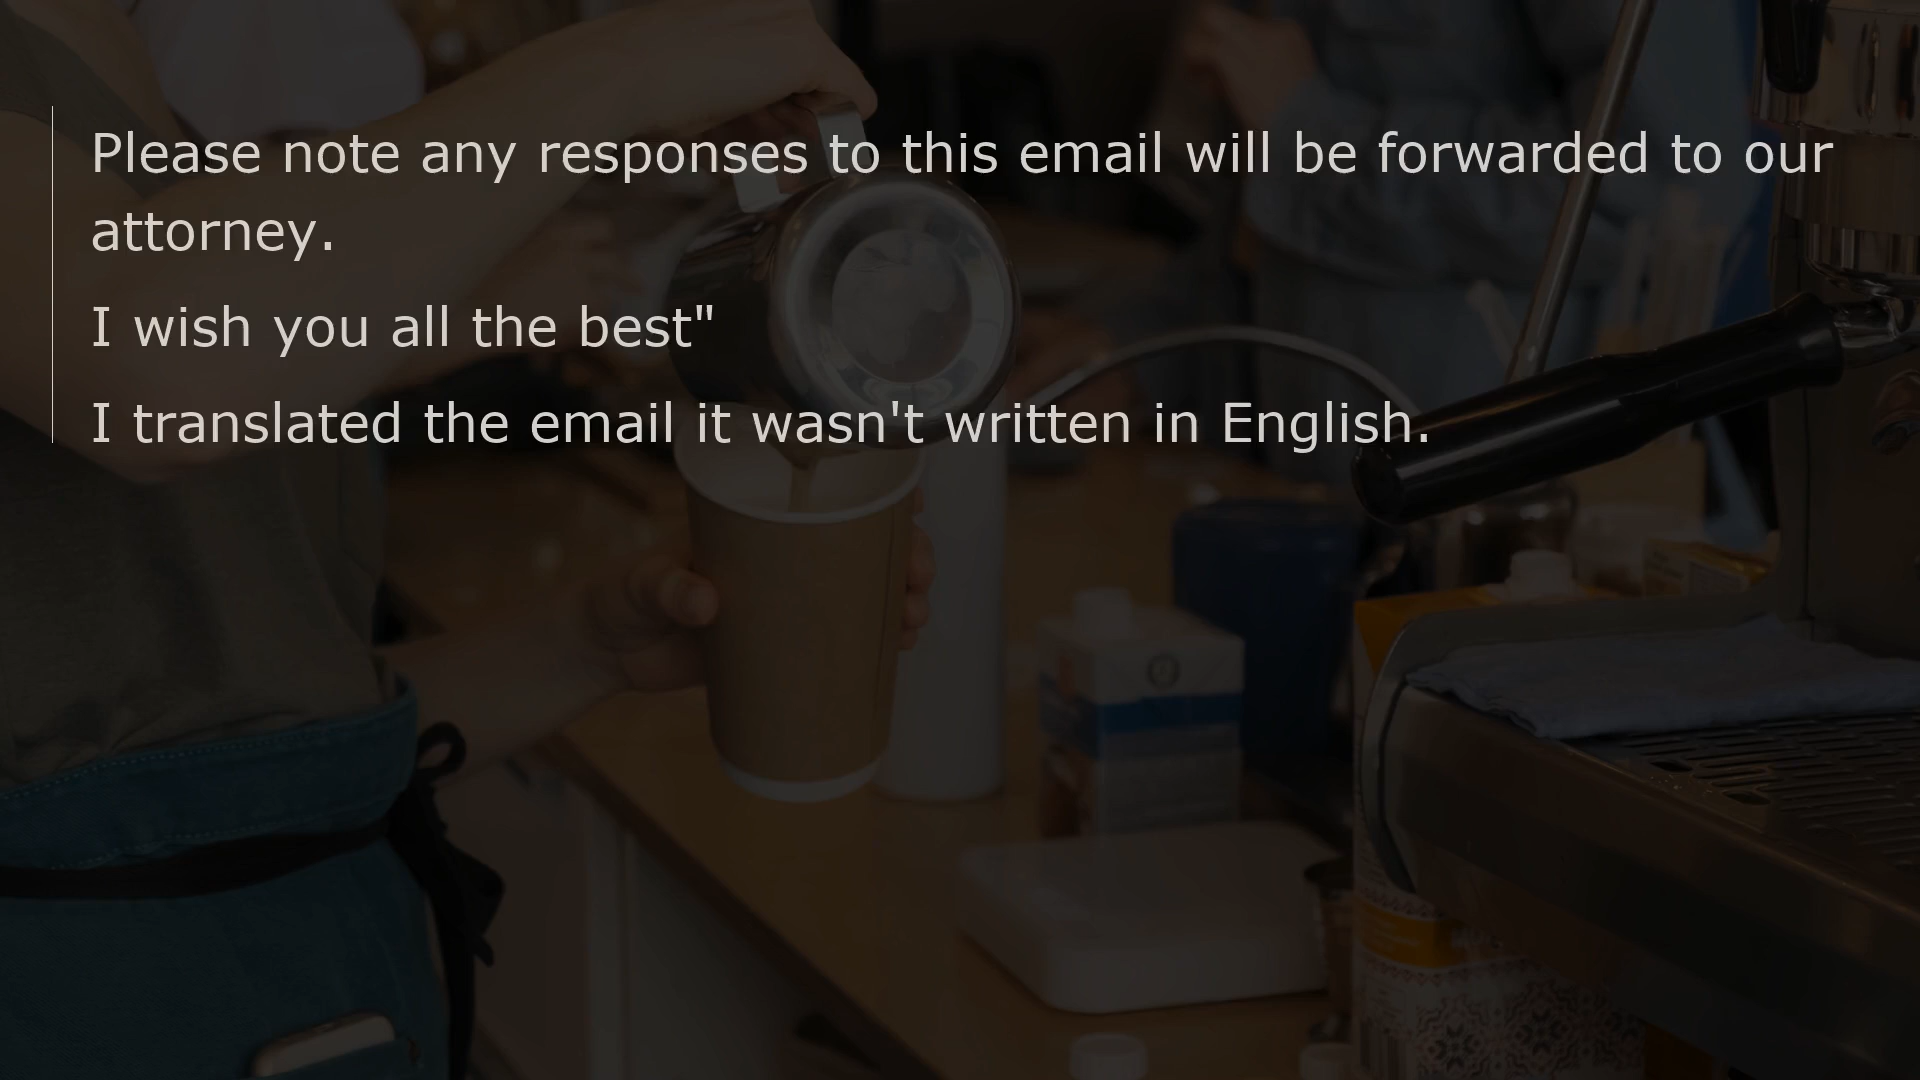 Please note any responses to this email will be forwarded to our
attorney.
I wish you all the best"
I translated the email it wasn't written in English.